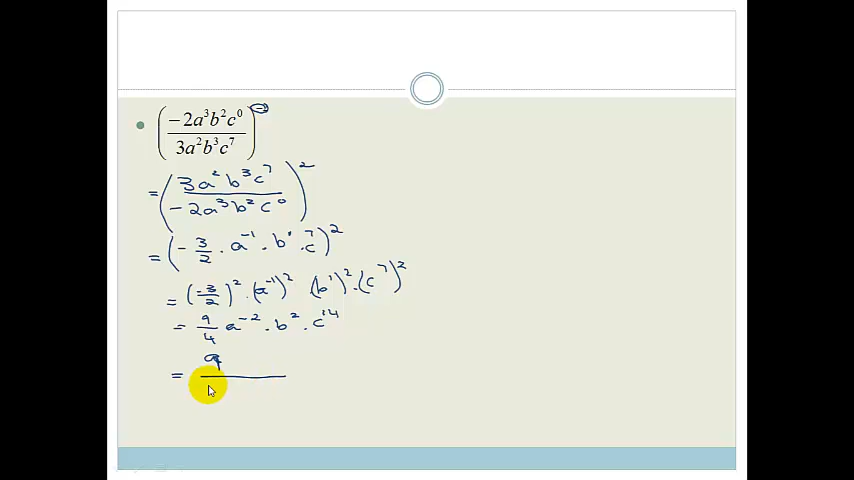 (−2a³b²c⁰ / 3a²b³c⁷)⁻²
= (3a²b³c⁷ / −2a³b²c⁰)²
= (−3/2 · a⁻¹ · b¹ · c⁷)²
= (−3/2)² · (a⁻¹)² · (b¹)² · (c⁷)²
= 9/4 a⁻² · b² · c¹⁴
= 9